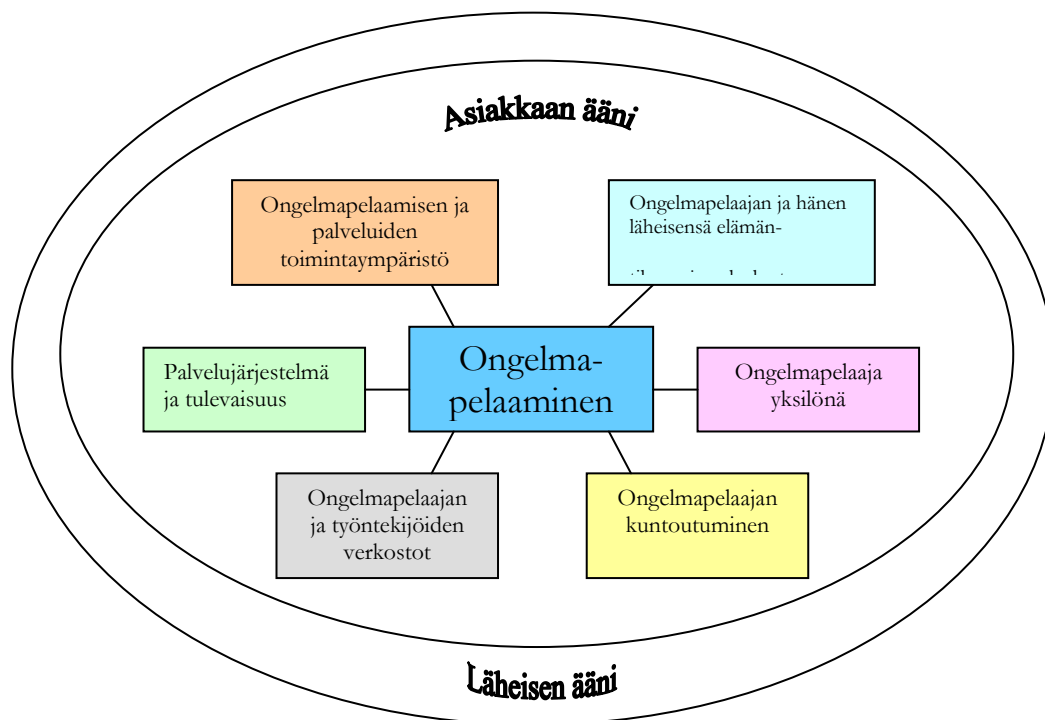 Asiakkaan ääni
Ongelmapelaamisen ja
palveluiden
toimintaympäristö
Ongelmapelaajan ja hänen
läheisensä elämän-
Ongelma-
pelaaminen
Palvelujärjestelmä
ja tulevaisuus
Ongelmapelaaja
yksilönä
Ongelmapelaajan
ja työntekijöiden
verkostot
Ongelmapelaajan
kuntoutuminen
Läheisen ääni